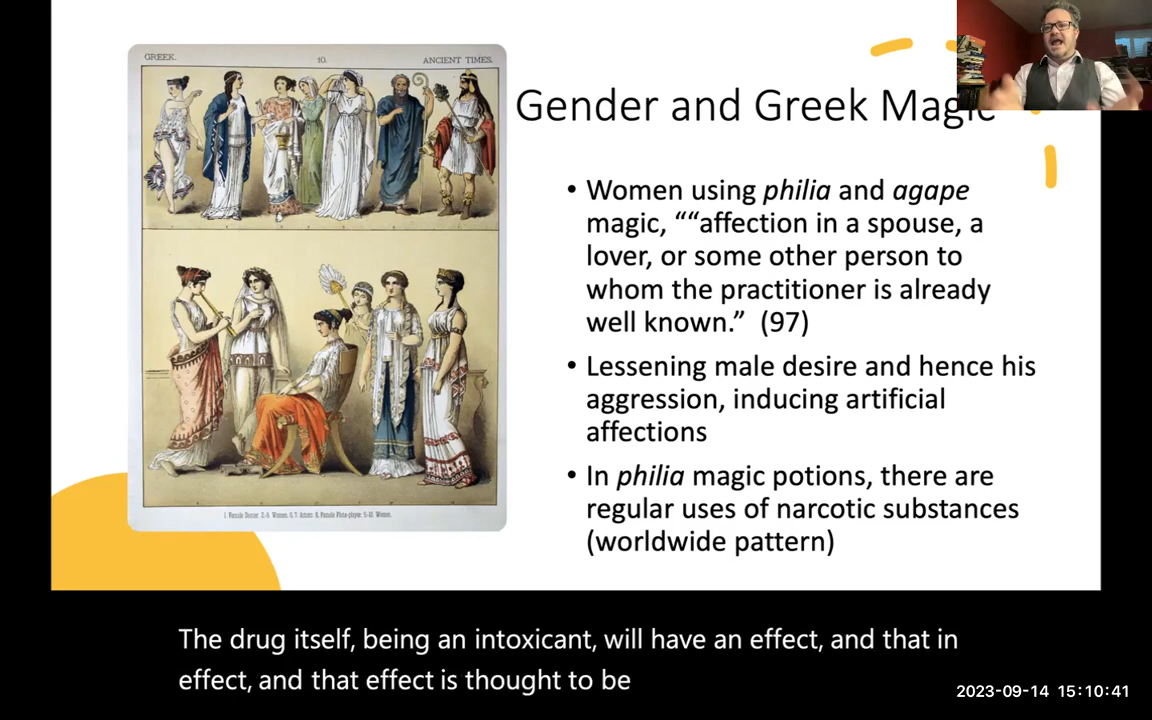 GREEK.
10.
ANCIENT TIMES.
Gender and Greek Magic
• Women using philia and agape
magic, ““affection in a spouse, a
lover, or some other person to
whom the practitioner is already
well known.” (97)
• Lessening male desire and hence his
aggression, inducing artificial
affections
• In philia magic potions, there are
regular uses of narcotic substances
(worldwide pattern)
The drug itself, being an intoxicant, will have an effect, and that in
effect, and that effect is thought to be
2023-09-14 15:10:41